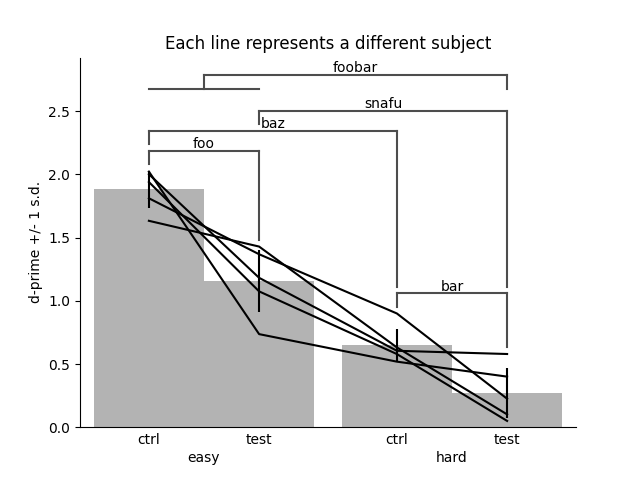 Each line represents a different subject
foobar
snafu
baz
foo
bar
d-prime +/- 1 s.d.
2.5
2.0
1.5
1.0
0.5
0.0
ctrl test ctrl test
easy hard